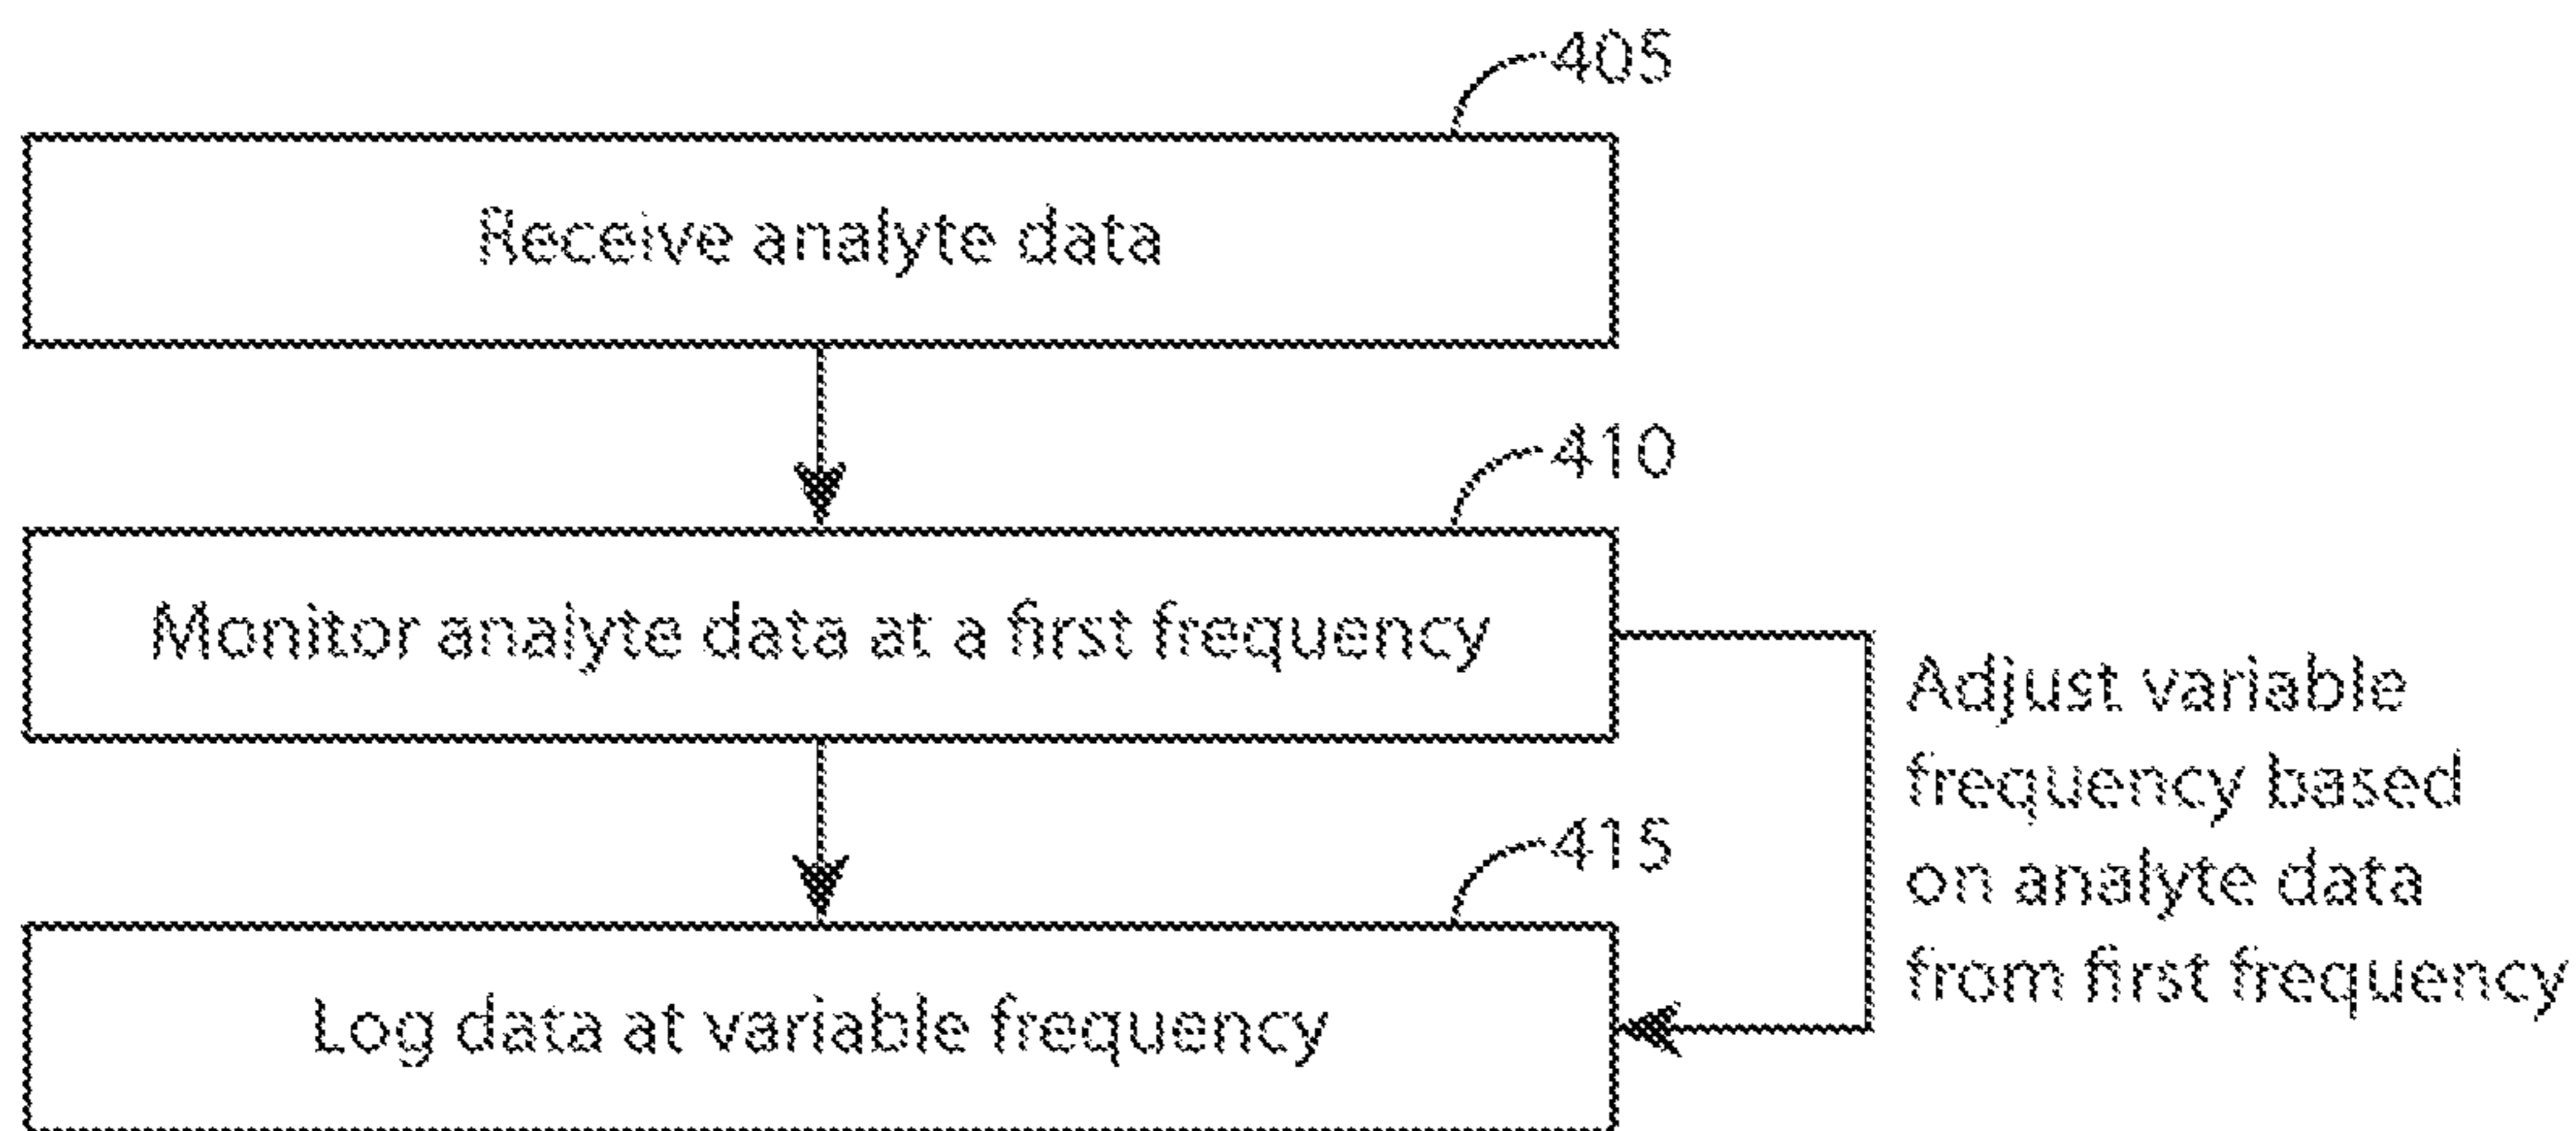 405
Receive analyte data
410
Monitor analyte data at a first frequency
Adjust variable
frequency based
on analyte data
from first frequency
415
Log data at variable frequency